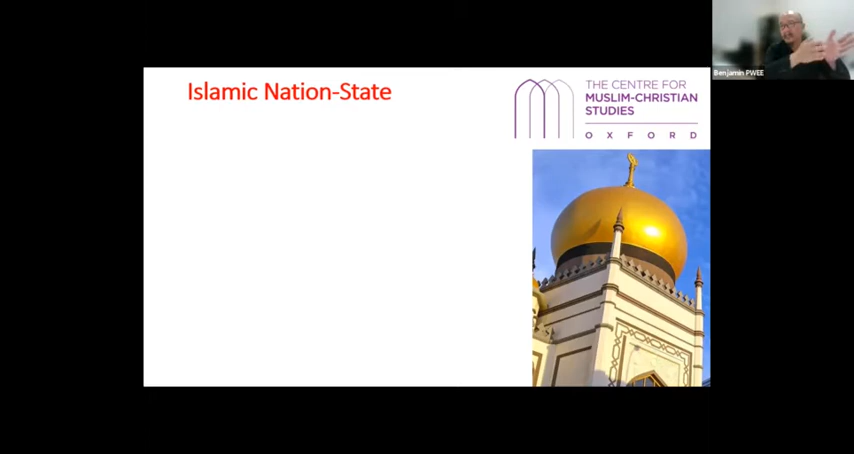 Islamic Nation-State
THE CENTRE FOR
MUSLIM-CHRISTIAN
STUDIES
OXFORD
Benjamin PWEE